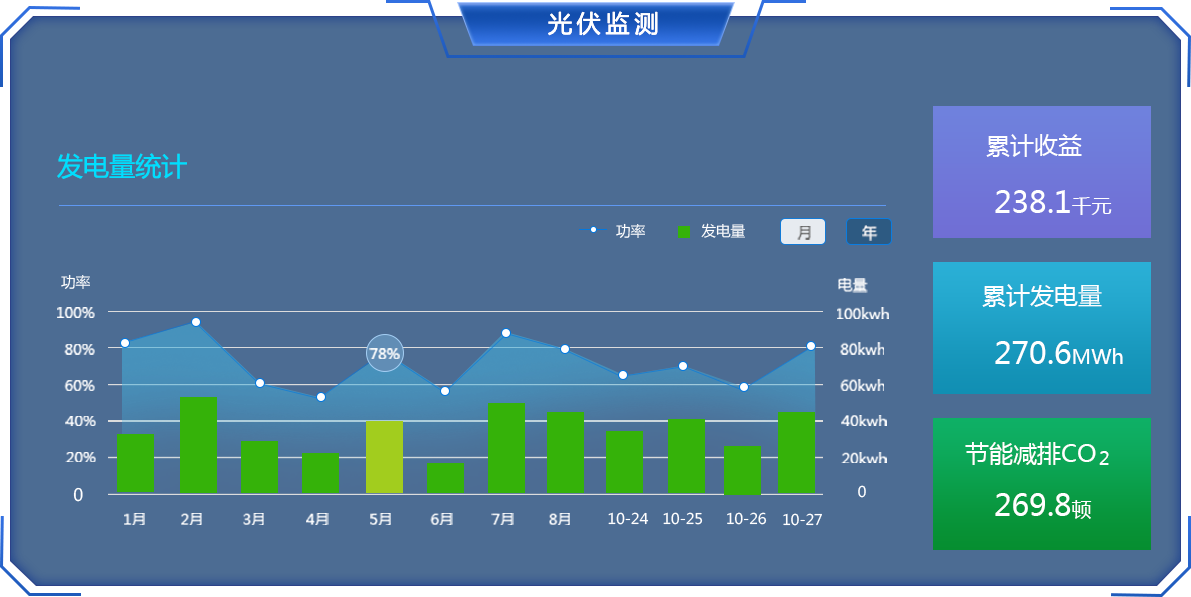 光伏监测
发电量统计
功率 发电量 月 年
功率 电量
100% 100kwh
80% 78% 80kwh
60% 60kwh
40% 40kwh
20% 20kwh
0 0
1月 2月 3月 4月 5月 6月 7月 8月 10-24 10-25 10-26 10-27
累计收益
238.1千元
累计发电量
270.6MWh
节能减排CO2
269.8顿